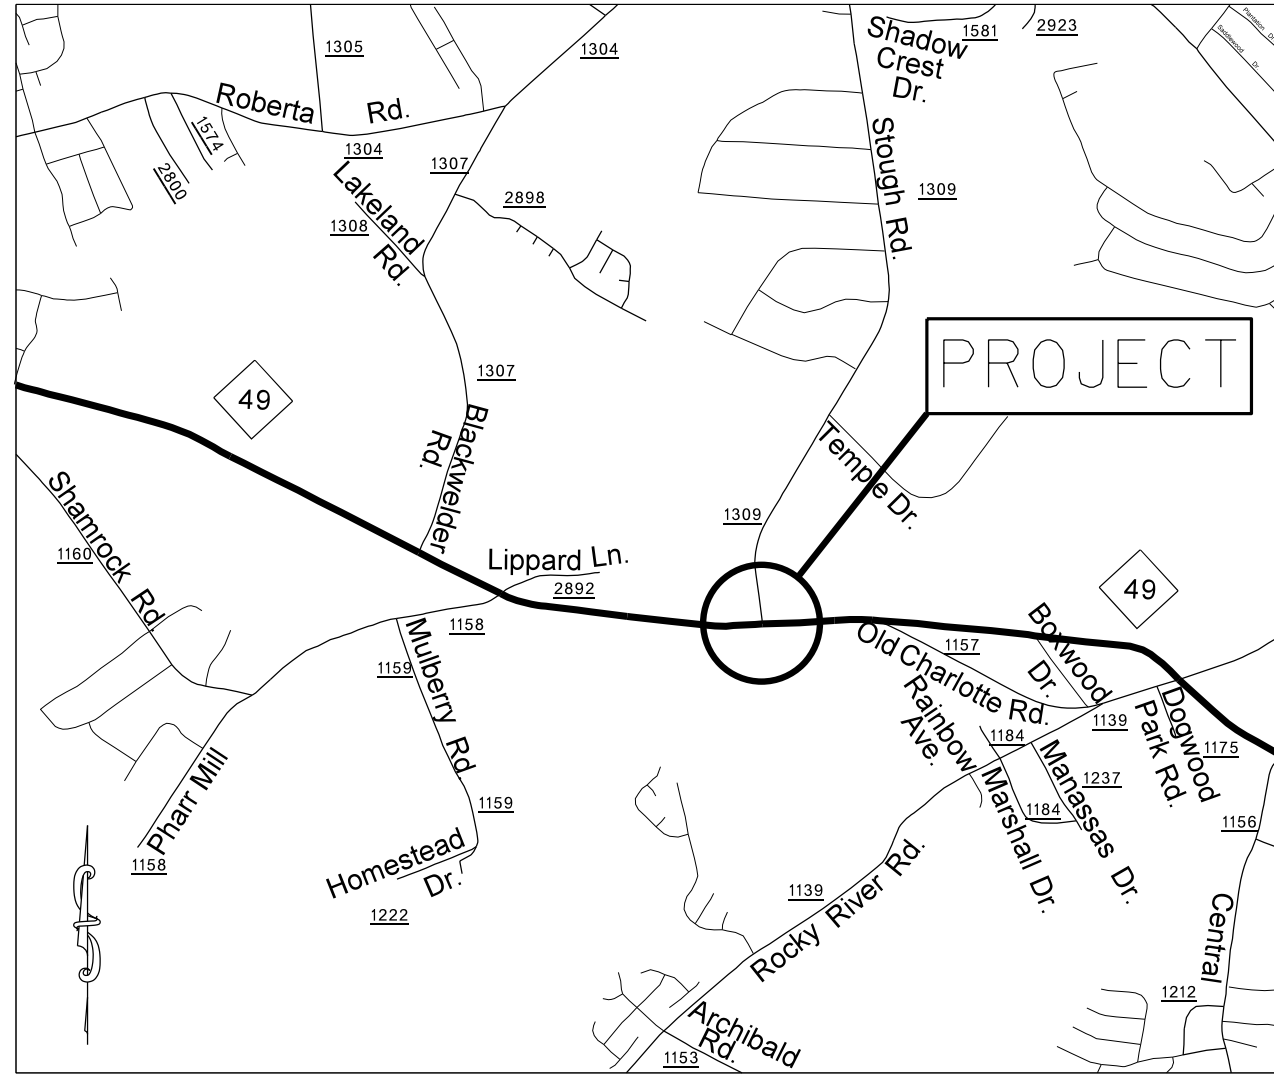 1305
1304
Shadow
Crest
Dr.
1581
2923
Plantation Dr.
Saddlewood Dr.
Roberta Rd.
1574
2800
1304
1307
Lakeland
Rd.
1308
2898
Stough Rd.
1309
49
1307
Blackwelder
Rd.
PROJECT
Temple Dr.
1309
Shamrock Rd.
1160
Lippard Ln.
2892
1158
49
Mulberry Rd.
1159
Old Charlotte Rd.
1157
Boxwood
Dr.
Rainbow
Ave.
1184
1139
Dogwood
Park Rd.
1175
Manassas Dr.
1237
Marshall Dr.
1184
1156
Pharr Mill
1158
1159
Homestead
Dr.
1222
1139
Rocky River Rd.
Central
1212
Archibald
Rd.
1153